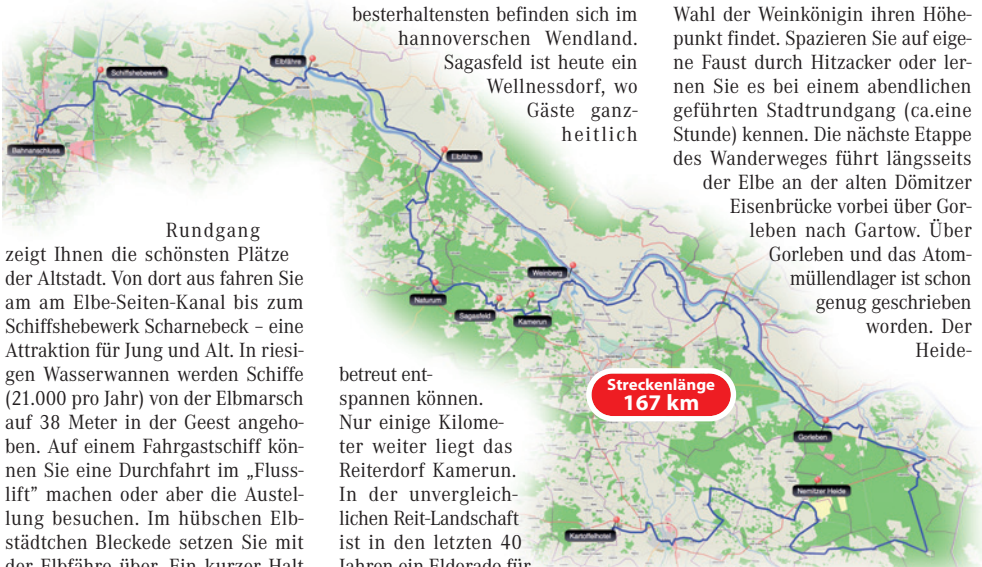 Rundgang
zeigt Ihnen die schönsten Plätze
der Altstadt. Von dort aus fahren Sie
am am Elbe-Seiten-Kanal bis zum
Schiffshebewerk Scharnebeck – eine
Attraktion für Jung und Alt. In riesi-
gen Wasserwannen werden Schiffe
(21.000 pro Jahr) von der Elbmarsch
auf 38 Meter in der Geest angeho-
ben. Auf einem Fahrgastschiff kön-
nen Sie eine Durchfahrt im „Fluss-
lift” machen oder aber die Austel-
lung besuchen. Im hübschen Elb-
städtchen Bleckede setzen Sie mit
der Elbfähre über. Ein kurzer Halt
besterhaltensten befinden sich im
hannoverschen Wendland.
Sagasfeld ist heute ein
Wellnessdorf, wo
Gäste ganz-
heitlich
betreut ent-
spannen können.
Nur einige Kilome-
ter weiter liegt das
Reiterdorf Kamerun.
In der unvergleich-
lichen Reit-Landschaft
ist in den letzten 40
Jahren ein Eldorado für
Wahl der Weinkönigin ihren Höhe-
punkt findet. Spazieren Sie auf eige-
ne Faust durch Hitzacker oder ler-
nen Sie es bei einem abendlichen
geführten Stadtrundgang (ca.eine
Stunde) kennen. Die nächste Etappe
des Wanderweges führt längsseits
der Elbe an der alten Dömitzer
Eisenbrücke vorbei über Gor-
leben nach Gartow. Über
Gorleben und das Atom-
müllendlager ist schon
genug geschrieben
worden. Der
Heide-
Bahnanschluss
Schiffshebewerk
Elbfähre
Elbfähre
Naturum
Sagasfeld
Kamerun
Weinberg
Gorleben
Nemitzer Heide
Kartoffelhotel
Streckenlänge
167 km